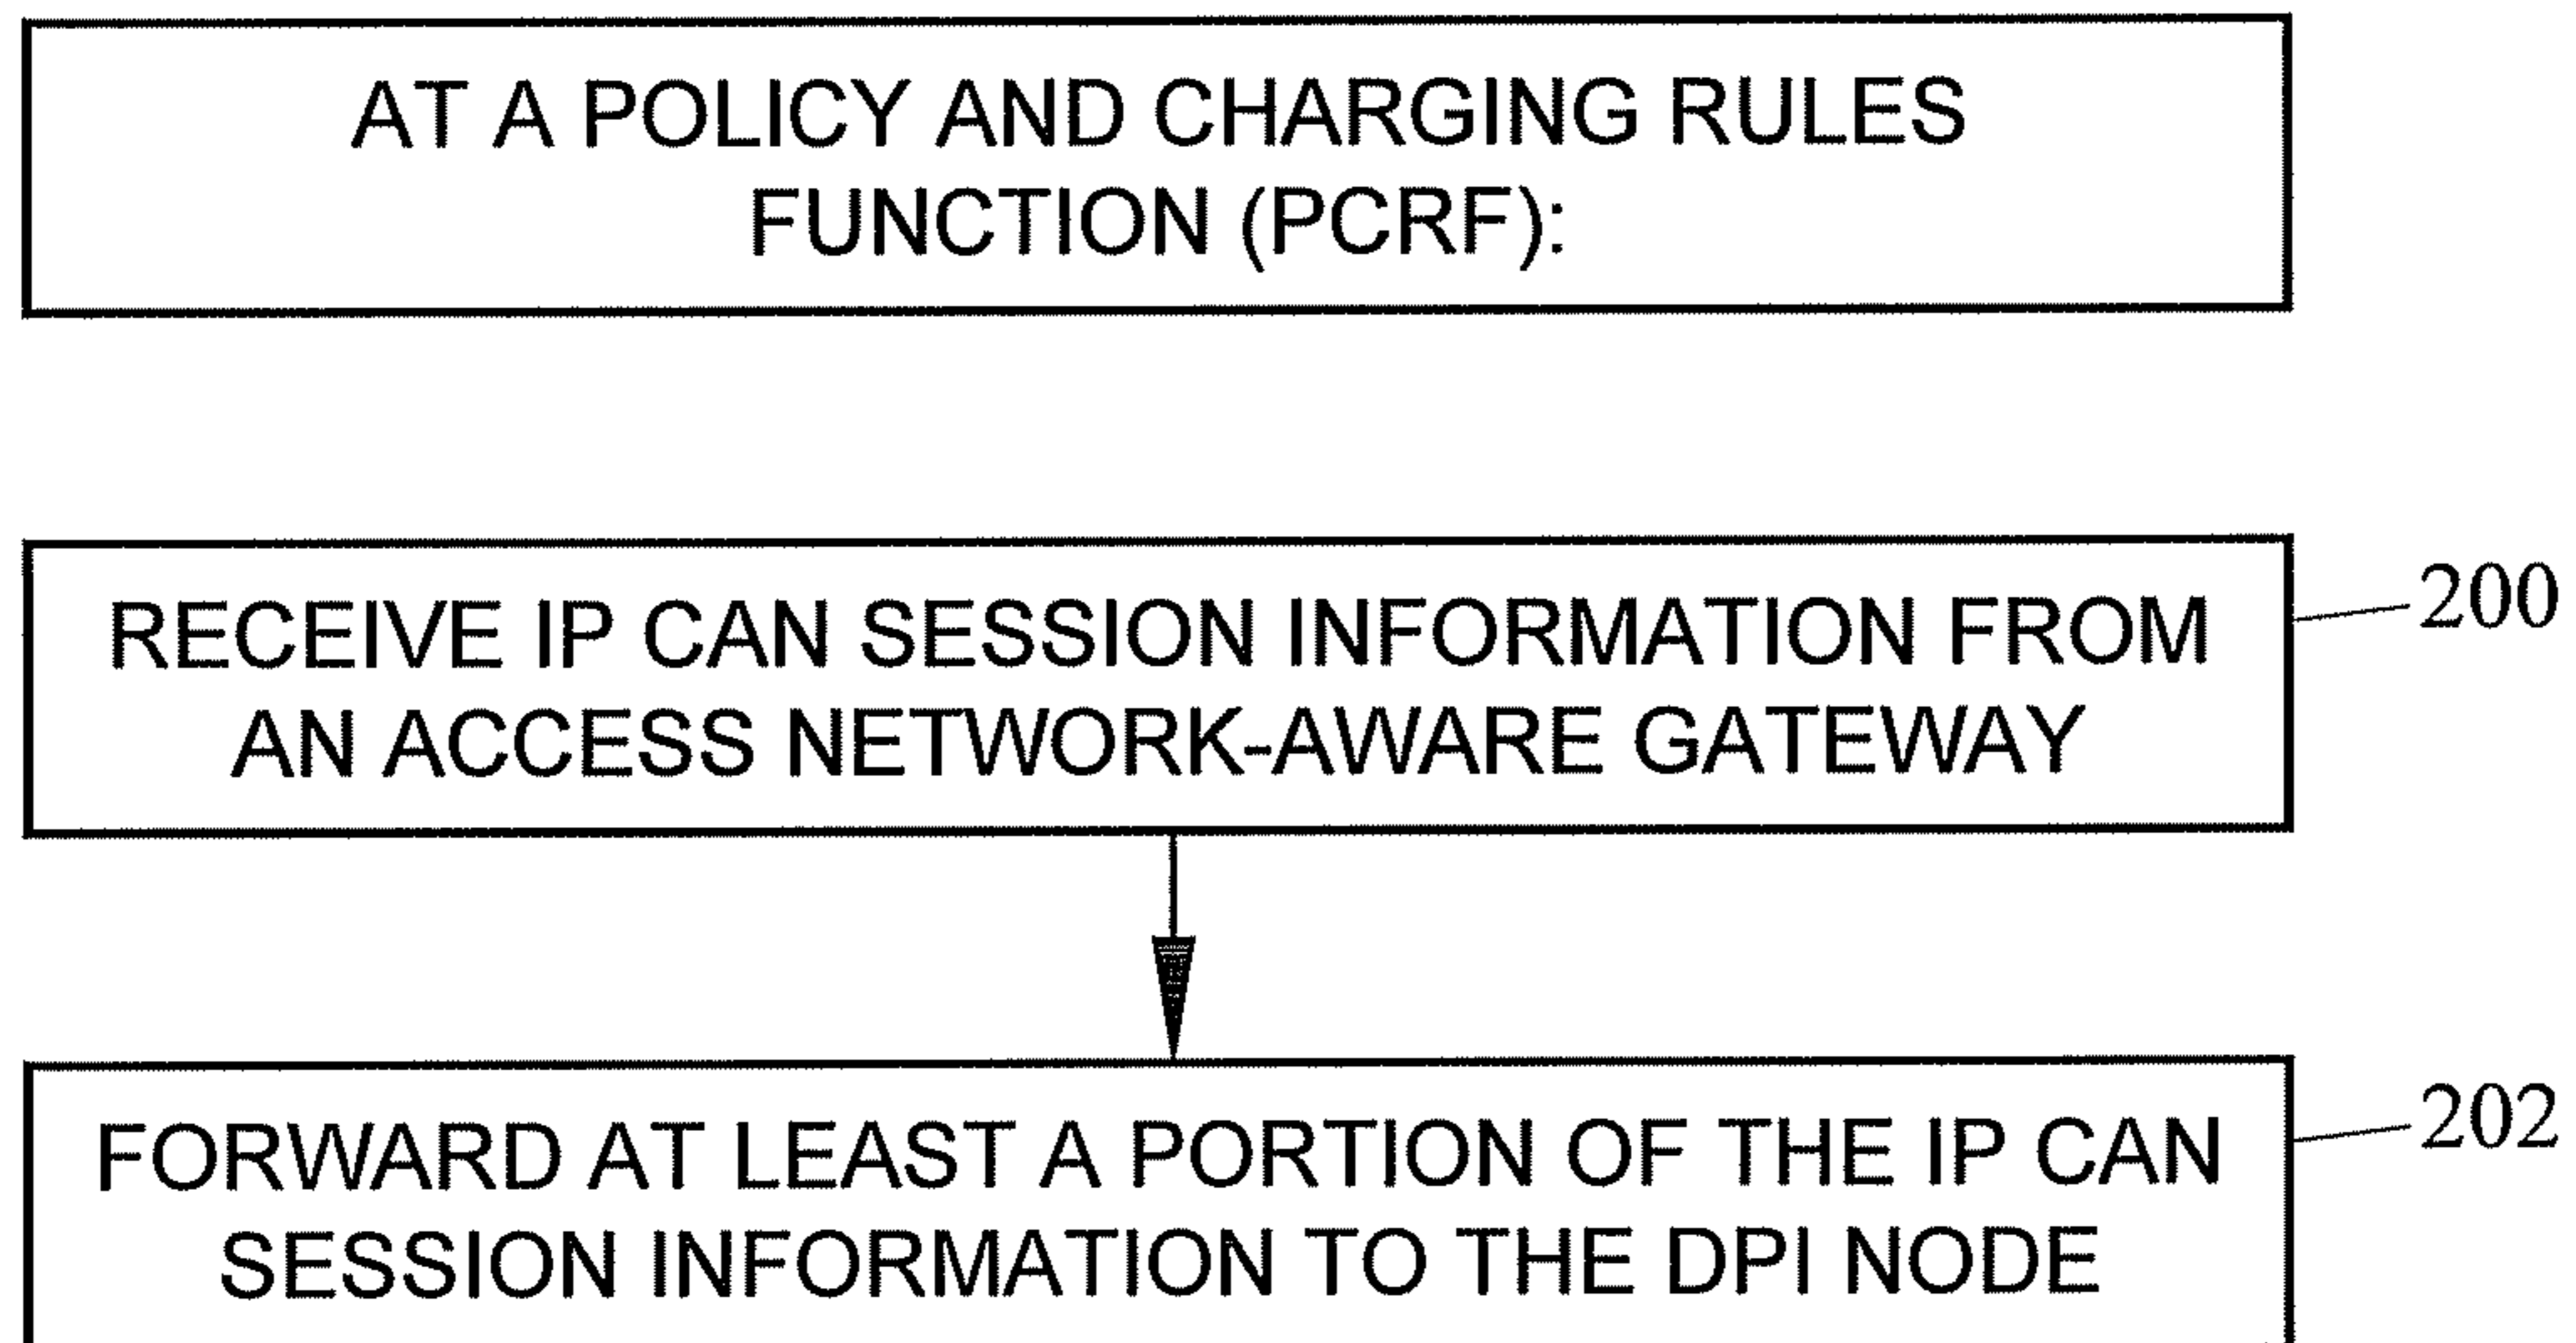 AT A POLICY AND CHARGING RULES
FUNCTION (PCRF):
RECEIVE IP CAN SESSION INFORMATION FROM
AN ACCESS NETWORK-AWARE GATEWAY
200
FORWARD AT LEAST A PORTION OF THE IP CAN
SESSION INFORMATION TO THE DPI NODE
202